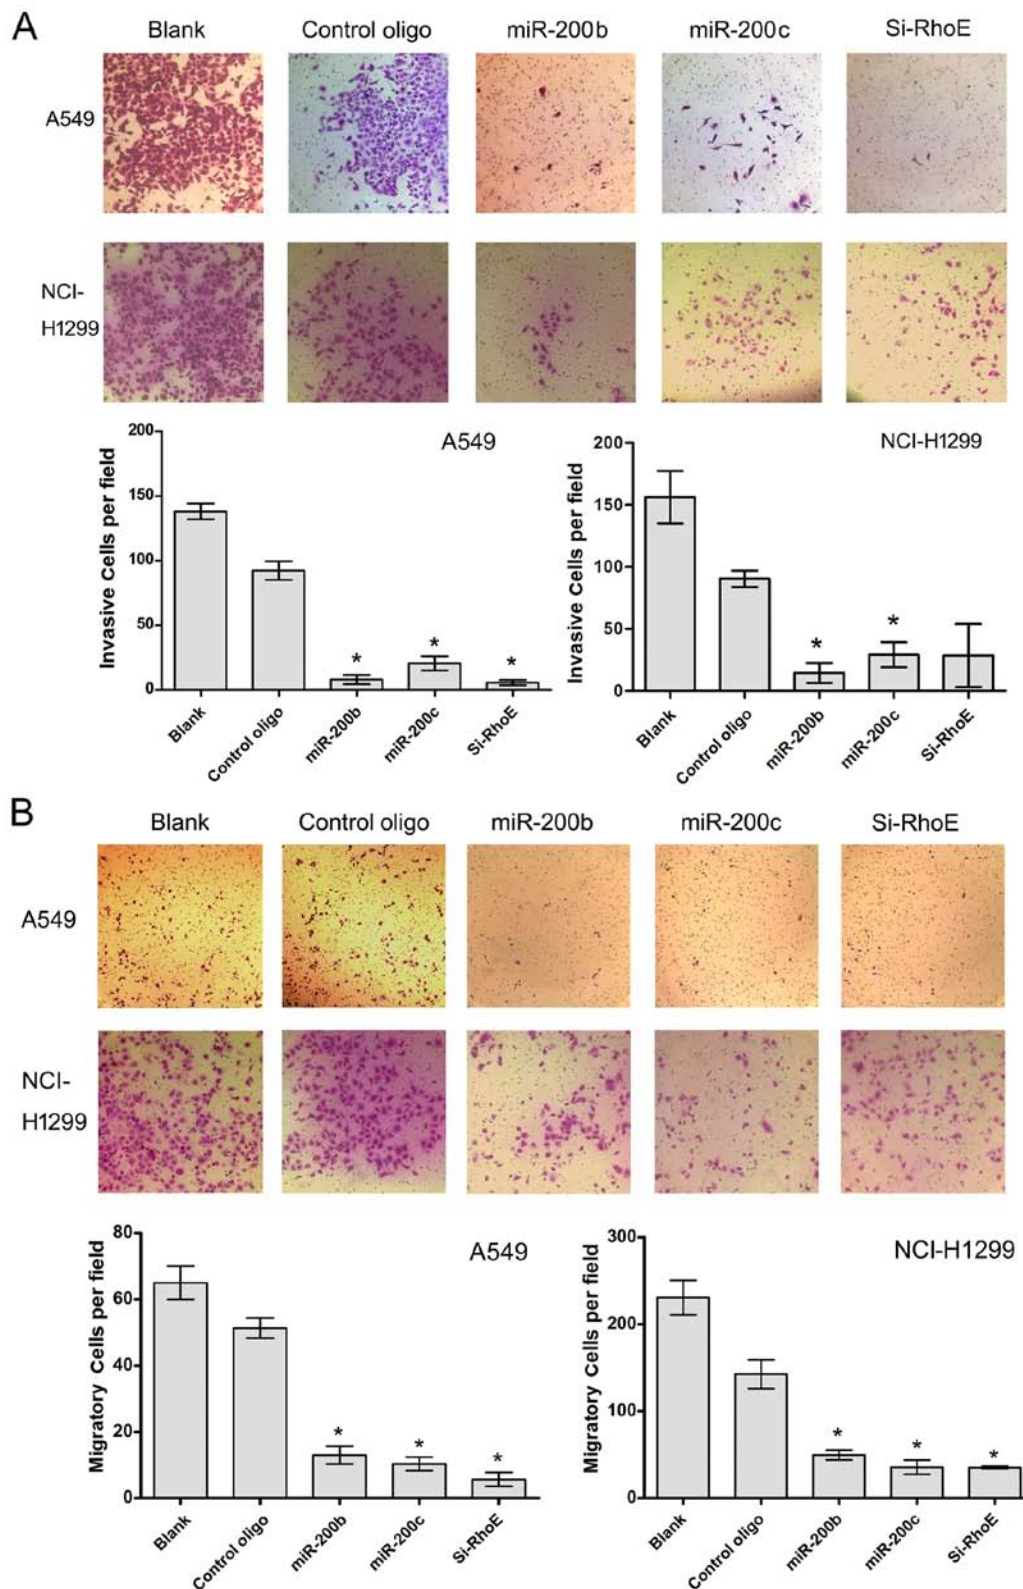 A
Blank Control oligo miR-200b miR-200c Si-RhoE
A549
NCI-
H1299
A549
Invasive Cells per field
200
150
100
50
0
* * *
Blank Control oligo miR-200b miR-200c Si-RhoE
NCI-H1299
Invasive Cells per field
200
150
100
50
0
* *
Blank Control oligo miR-200b miR-200c Si-RhoE
B
Blank Control oligo miR-200b miR-200c Si-RhoE
A549
NCI-
H1299
A549
Migratory Cells per field
80
60
40
20
0
* * *
Blank Control oligo miR-200b miR-200c Si-RhoE
NCI-H1299
Migratory Cells per field
300
200
100
0
* * *
Blank Control oligo miR-200b miR-200c Si-RhoE